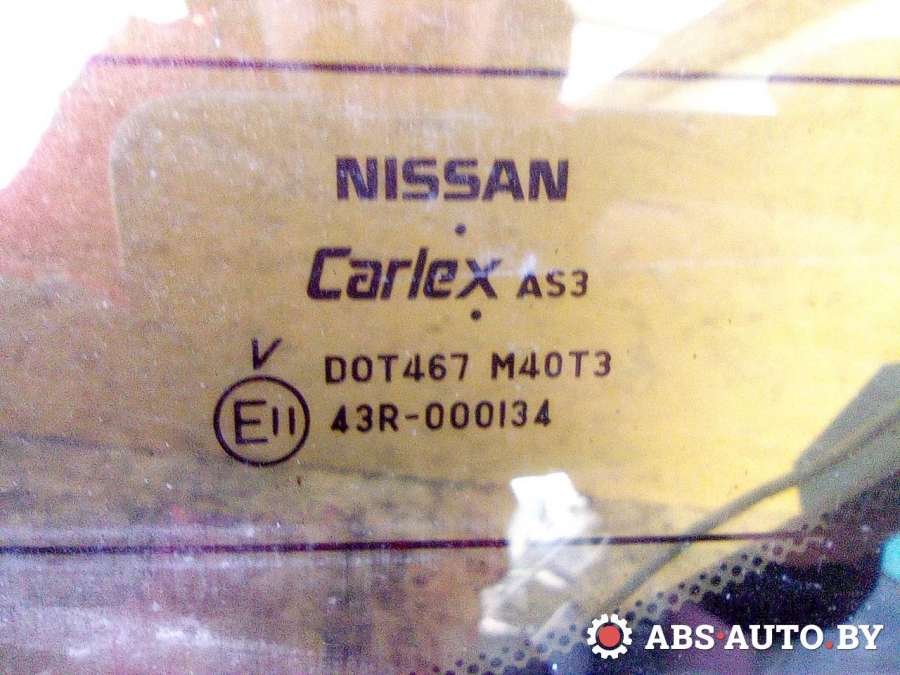 NISSAN
Carlex AS3
V
DOT467 M40T3
E11 43R-000134
ABS-AUTO.BY